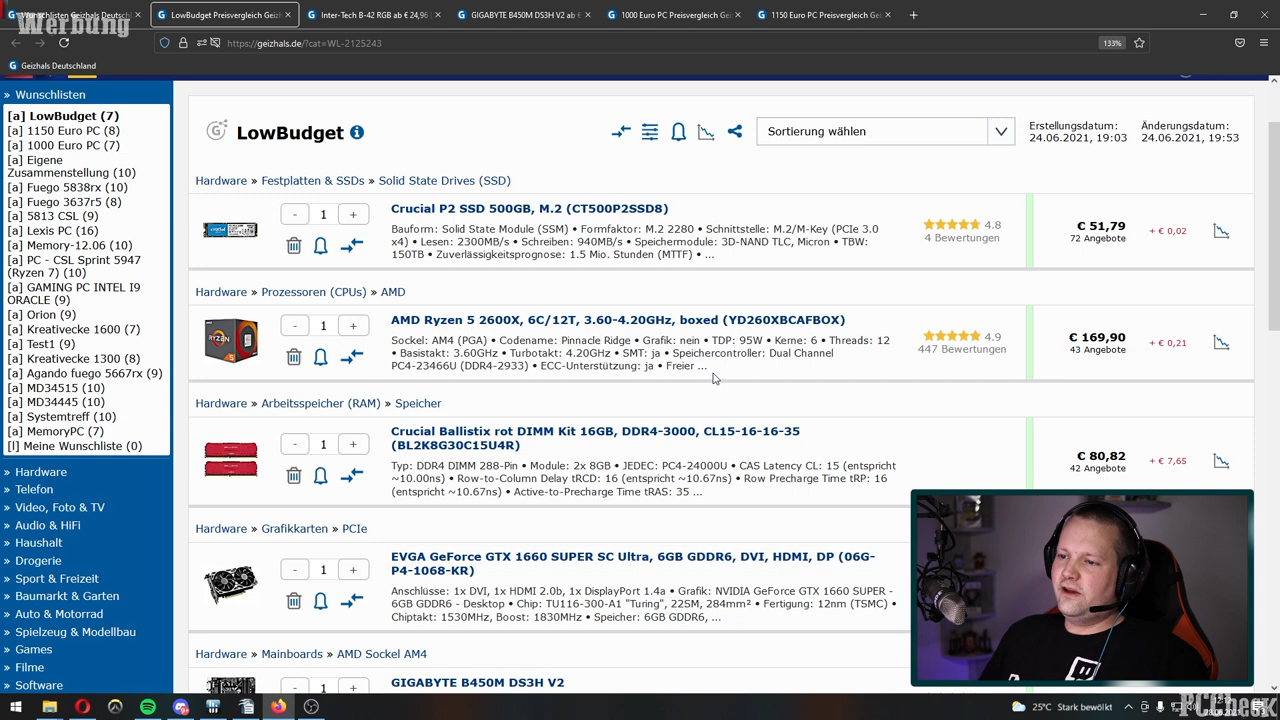 Wunschlisten Geizhals Deutschl
LowBudget Preisvergleich Geizh
Inter-Tech B-42 RGB ab € 24,96 |
GIGABYTE B450M DS3H V2 ab €
1000 Euro PC Preisvergleich Ge
1150 Euro PC Preisvergleich Ge
Werbung
https://geizhals.de/?cat=WL-2125243
133%
Geizhals Deutschland
» Wunschlisten
[a] LowBudget (7)
[a] 1150 Euro PC (8)
[a] 1000 Euro PC (7)
[a] Eigene
Zusammenstellung (10)
[a] Fuego 5838rx (10)
[a] Fuego 3637r5 (8)
[a] 5813 CSL (9)
[a] Lexis PC (16)
[a] Memory-12.06 (10)
[a] PC - CSL Sprint 5947
(Ryzen 7) (10)
[a] GAMING PC INTEL I9
ORACLE (9)
[a] Orion (9)
[a] Kreativecke 1600 (7)
[a] Test1 (9)
[a] Kreativecke 1300 (8)
[a] Agando fuego 5667rx (9)
[a] MD34515 (10)
[a] MD34445 (10)
[a] Systemtreff (10)
[a] MemoryPC (7)
[!] Meine Wunschliste (0)
» Hardware
» Telefon
» Video, Foto & TV
» Audio & HiFi
» Haushalt
» Drogerie
» Sport & Freizeit
» Baumarkt & Garten
» Auto & Motorrad
» Spielzeug & Modellbau
» Games
» Filme
» Software
LowBudget
Sortierung wählen
Erstellungsdatum:
24.06.2021, 19:03
Änderungsdatum:
24.06.2021, 19:53
Hardware » Festplatten & SSDs » Solid State Drives (SSD)
- 1 +
Crucial P2 SSD 500GB, M.2 (CT500P2SSD8)
Bauform: Solid State Module (SSM) • Formfaktor: M.2 2280 • Schnittstelle: M.2/M-Key (PCIe 3.0
x4) • Lesen: 2300MB/s • Schreiben: 940MB/s • Speichermodule: 3D-NAND TLC, Micron • TBW:
150TB • Zuverlässigkeitsprognose: 1.5 Mio. Stunden (MTTF) • ...
4.8
4 Bewertungen
€ 51,79
72 Angebote
+ € 0,02
Hardware » Prozessoren (CPUs) » AMD
- 1 +
AMD Ryzen 5 2600X, 6C/12T, 3.60-4.20GHz, boxed (YD260XBCAFBOX)
Sockel: AM4 (PGA) • Codename: Pinnacle Ridge • Grafik: nein • TDP: 95W • Kerne: 6 • Threads: 12
• Basistakt: 3.60GHz • Turbotakt: 4.20GHz • SMT: ja • Speichercontroller: Dual Channel
PC4-23466U (DDR4-2933) • ECC-Unterstützung: ja • Freier ...
4.9
447 Bewertungen
€ 169,90
43 Angebote
+ € 0,21
Hardware » Arbeitsspeicher (RAM) » Speicher
- 1 +
Crucial Ballistix rot DIMM Kit 16GB, DDR4-3000, CL15-16-16-35
(BL2K8G30C15U4R)
Typ: DDR4 DIMM 288-Pin • Module: 2x 8GB • JEDEC: PC4-24000U • CAS Latency CL: 15 (entspricht
~10.00ns) • Row-to-Column Delay tRCD: 16 (entspricht ~10.67ns) • Row Precharge Time tRP: 16
(entspricht ~10.67ns) • Active-to-Precharge Time tRAS: 35 ...
€ 80,82
42 Angebote
+ € 7,65
Hardware » Grafikkarten » PCIe
- 1 +
EVGA GeForce GTX 1660 SUPER SC Ultra, 6GB GDDR6, DVI, HDMI, DP (06G-
P4-1068-KR)
Anschlüsse: 1x DVI, 1x HDMI 2.0b, 1x DisplayPort 1.4a • Grafik: NVIDIA GeForce GTX 1660 SUPER -
6GB GDDR6 - Desktop • Chip: TU116-300-A1 "Turing", 22SM, 284mm² • Fertigung: 12nm (TSMC) •
Chiptakt: 1530MHz, Boost: 1830MHz • Speicher: 6GB GDDR6, ...
Hardware » Mainboards » AMD Sockel AM4
- 1 +
GIGABYTE B450M DS3H V2
25°C Stark bewölkt
PCCheck